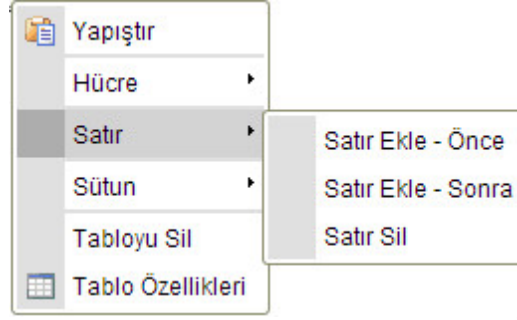 Yapıştır
Hücre
Satır
Sütun
Tabloyu Sil
Tablo Özellikleri
Satır Ekle - Önce
Satır Ekle - Sonra
Satır Sil